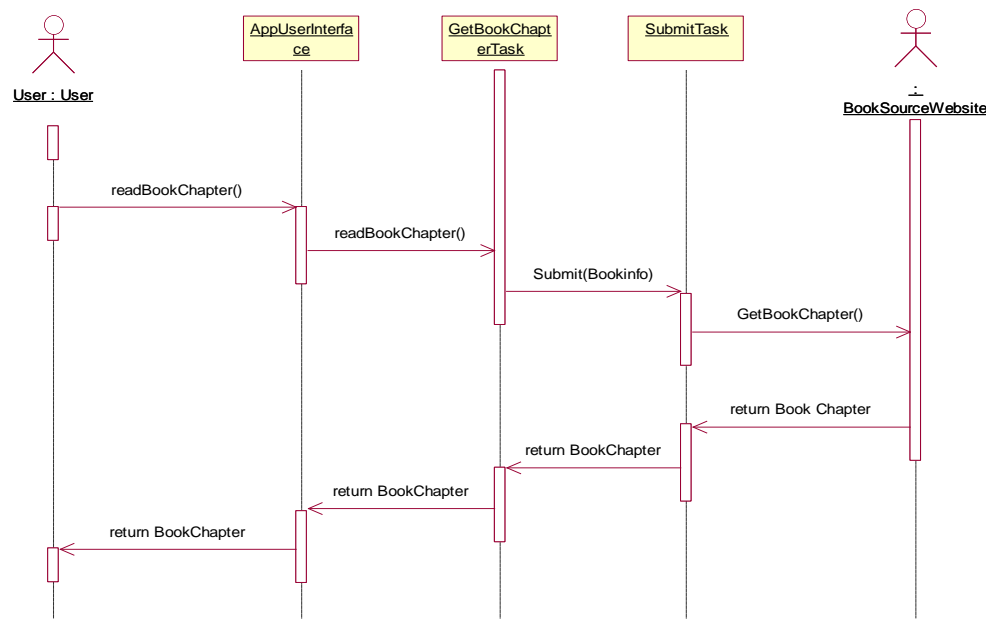 User : User
AppUserInterfa
ce
GetBookChapt
erTask
SubmitTask
:
BookSourceWebsite
readBookChapter()
readBookChapter()
Submit(Bookinfo)
GetBookChapter()
return Book Chapter
return BookChapter
return BookChapter
return BookChapter